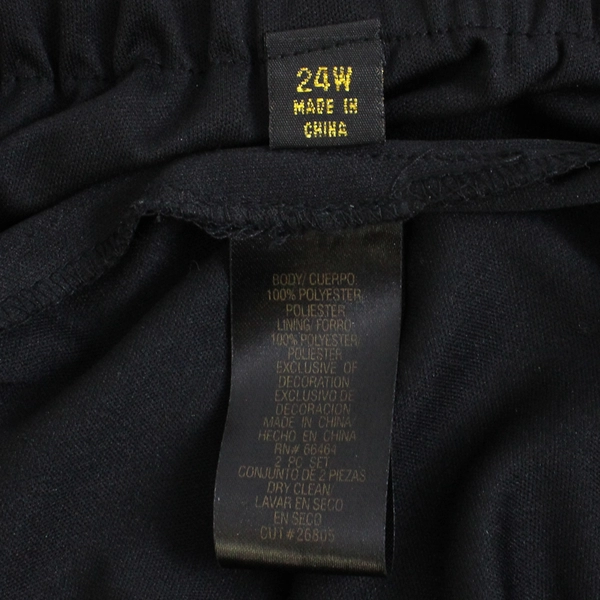 24W
MADE IN
CHINA
BODY/ CUERPO
100% POLYESTER
POLIESTER
LINING/ FORRO:
100% POLYESTER/
POLIESTER
EXCLUSIVE OF
DECORATION
EXCLUSIVO DE
DECORACION
MADE IN CHINA/
HECHO EN CHINA
RN# 66464
2 PC SET
CONJUNTO DE 2 PIEZAS
DRY CLEAN/
LAVAR EN SECO
EN SECO
CUT # 26805